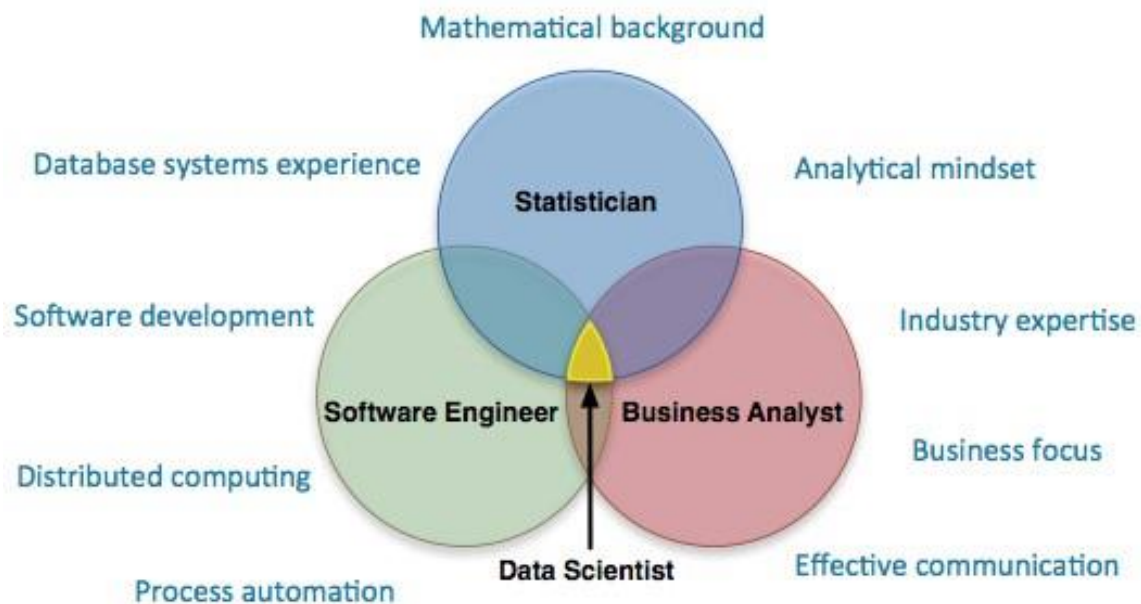 Mathematical background
Database systems experience
Analytical mindset
Statistician
Software development
Industry expertise
Software Engineer
Business Analyst
Business focus
Distributed computing
Data Scientist
Effective communication
Process automation